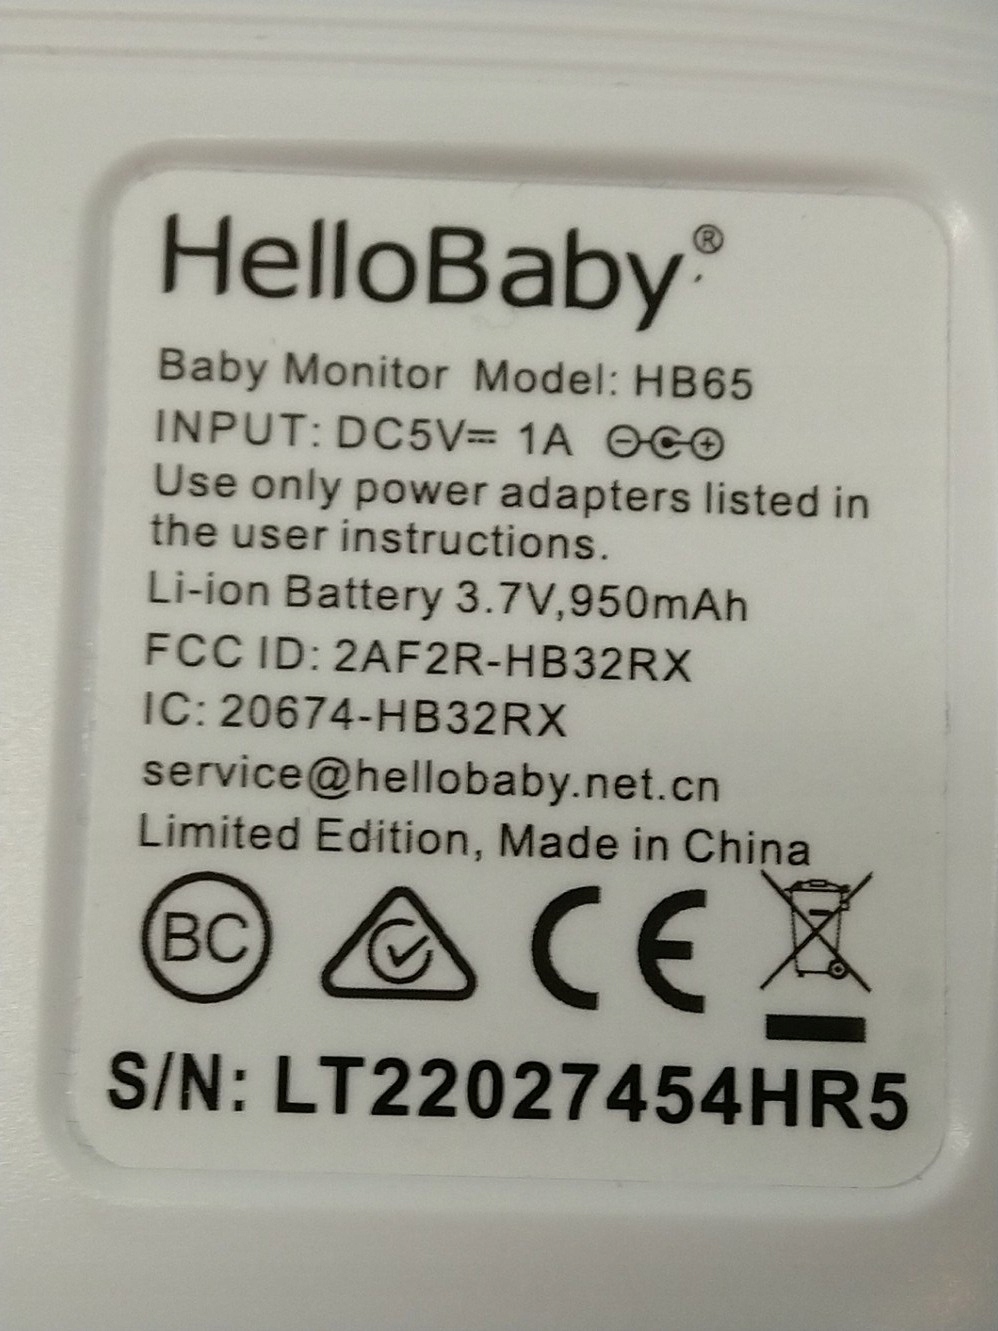 HelloBaby®
Baby Monitor Model: HB65
INPUT: DC5V⎓ 1A
Use only power adapters listed in
the user instructions.
Li-ion Battery 3.7V,950mAh
FCC ID: 2AF2R-HB32RX
IC: 20674-HB32RX
service@hellobaby.net.cn
Limited Edition, Made in China
BC CE
S/N: LT22027454HR5